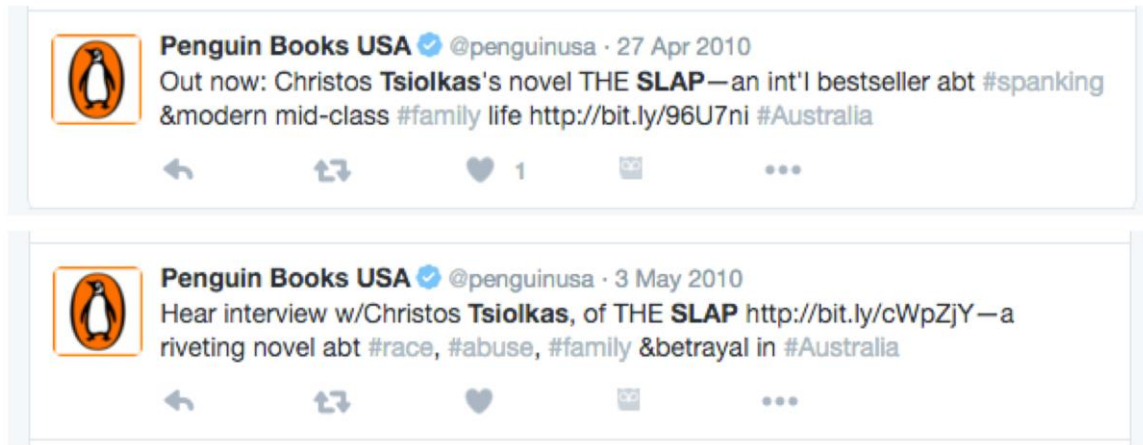 Penguin Books USA @penguinusa · 27 Apr 2010
Out now: Christos Tsiolkas's novel THE SLAP—an int'l bestseller abt #spanking
&modern mid-class #family life http://bit.ly/96U7ni #Australia
1
Penguin Books USA @penguinusa · 3 May 2010
Hear interview w/Christos Tsiolkas, of THE SLAP http://bit.ly/cWpZjY—a
riveting novel abt #race, #abuse, #family &betrayal in #Australia